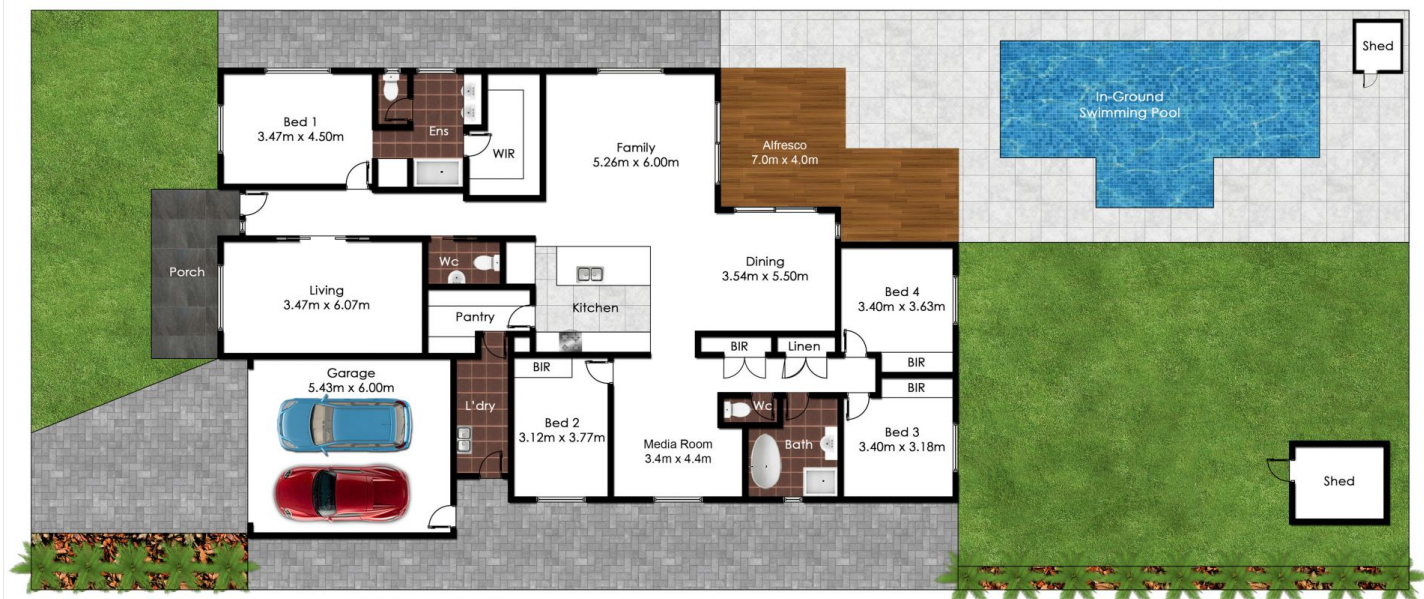 Shed
In-Ground
Swimming Pool
Bed 1
3.47m x 4.50m
Ens
WIR
Family
5.26m x 6.00m
Alfresco
7.0m x 4.0m
Porch
Living
3.47m x 6.07m
Wc
Pantry
Kitchen
Dining
3.54m x 5.50m
Bed 4
3.40m x 3.63m
BIR
BIR
Linen
BIR
Garage
5.43m x 6.00m
L'dry
BIR
Bed 2
3.12m x 3.77m
Media Room
3.4m x 4.4m
Wc
Bath
Bed 3
3.40m x 3.18m
Shed